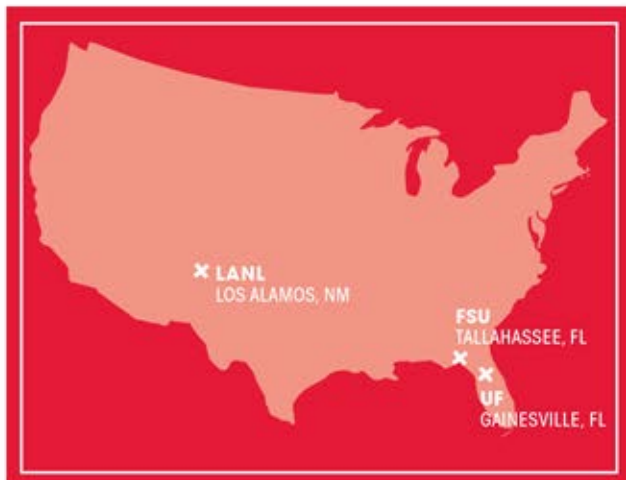 LANL
LOS ALAMOS, NM
FSU
TALLAHASSEE, FL
UF
GAINESVILLE, FL